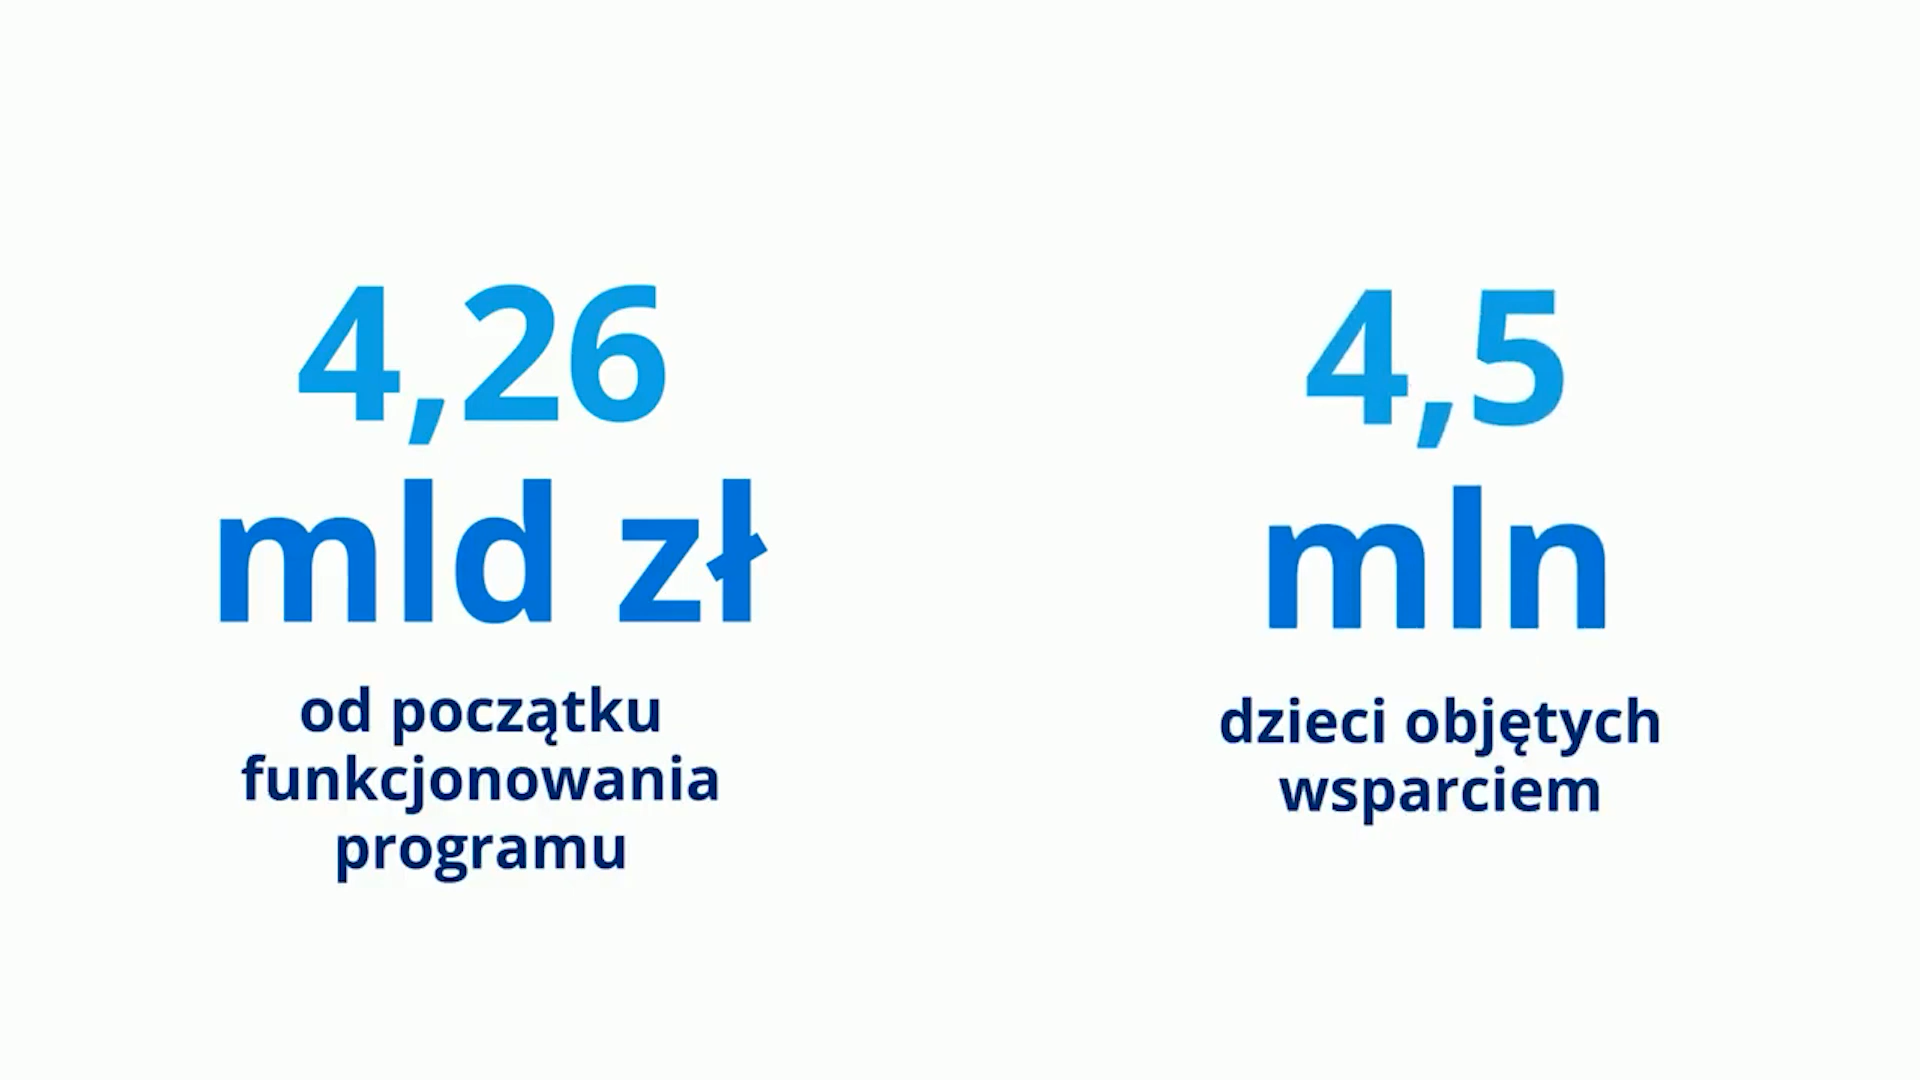 4,26
mld zł
od początku
funkcjonowania
programu
4,5
mln
dzieci objętych
wsparciem